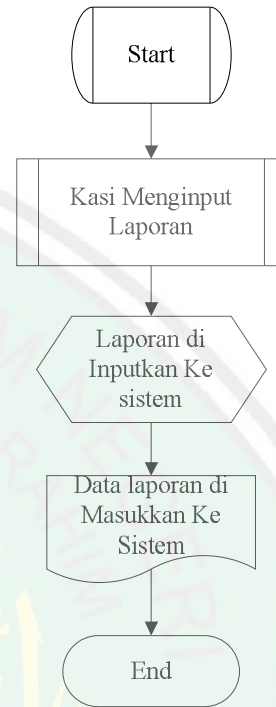 Start
Kasi Menginput
Laporan
Laporan di
Inputkan Ke
sistem
Data laporan di
Masukkan Ke
Sistem
End